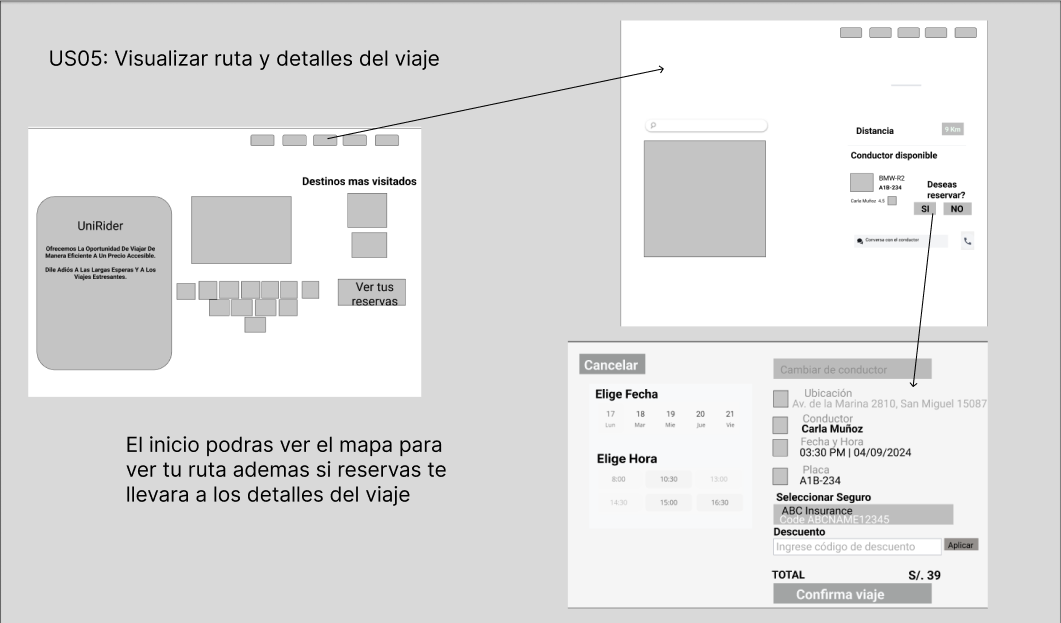 US05: Visualizar ruta y detalles del viaje
Destinos mas visitados
UniRider
Ofrecemos La Oportunidad De Viajar De
Manera Eficiente A Un Precio Accesible.
Dile Adiós A Las Largas Esperas Y A Los
Viajes Estresantes.
Ver tus
reservas
El inicio podras ver el mapa para
ver tu ruta ademas si reservas te
llevara a los detalles del viaje
Distancia
9 Km
Conductor disponible
BMW-R2
A1B-234
Carla Muñoz 4.5
Deseas
reservar?
SI
NO
Conversa con el conductor
Cancelar
Elige Fecha
17 18 19 20 21
Lun Mar Mie Jue Vie
Elige Hora
8:00 10:30 13:00
14:30 15:00 16:30
Cambiar de conductor
Ubicación
Av. de la Marina 2810, San Miguel 15087
Conductor
Carla Muñoz
Fecha y Hora
03:30 PM | 04/09/2024
Placa
A1B-234
Seleccionar Seguro
ABC Insurance
Code ABCNAME12345
Descuento
Ingrese código de descuento
Aplicar
TOTAL S/. 39
Confirma viaje